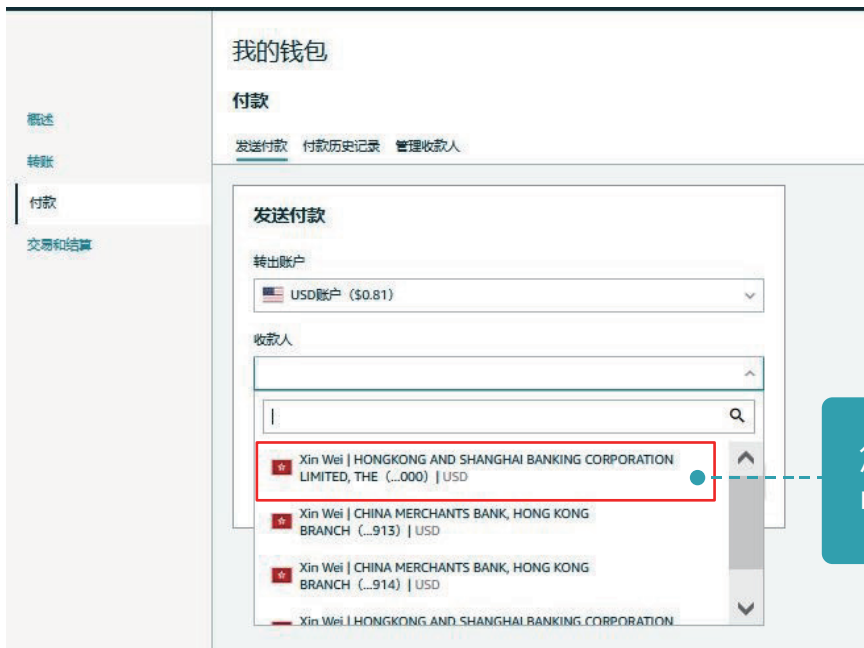 我的钱包
付款
概述
转账
付款
交易和结算
发送付款 付款历史记录 管理收款人
发送付款
转出账户
USD账户 ($0.81)
收款人
Xin Wei | HONGKONG AND SHANGHAI BANKING CORPORATION
LIMITED, THE (...000) | USD
Xin Wei | CHINA MERCHANTS BANK, HONG KONG
BRANCH (...913) | USD
Xin Wei | CHINA MERCHANTS BANK, HONG KONG
BRANCH (...914) | USD
Xin Wei | HONGKONG AND SHANGHAI BANKING CORPORATION